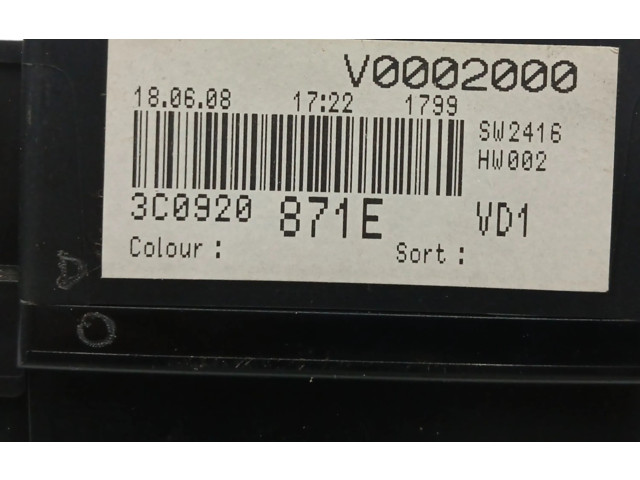 V0002000
18.06.08 17:22 1799
SW2416
HW002
3C0920 871E VD1
Colour : Sort :